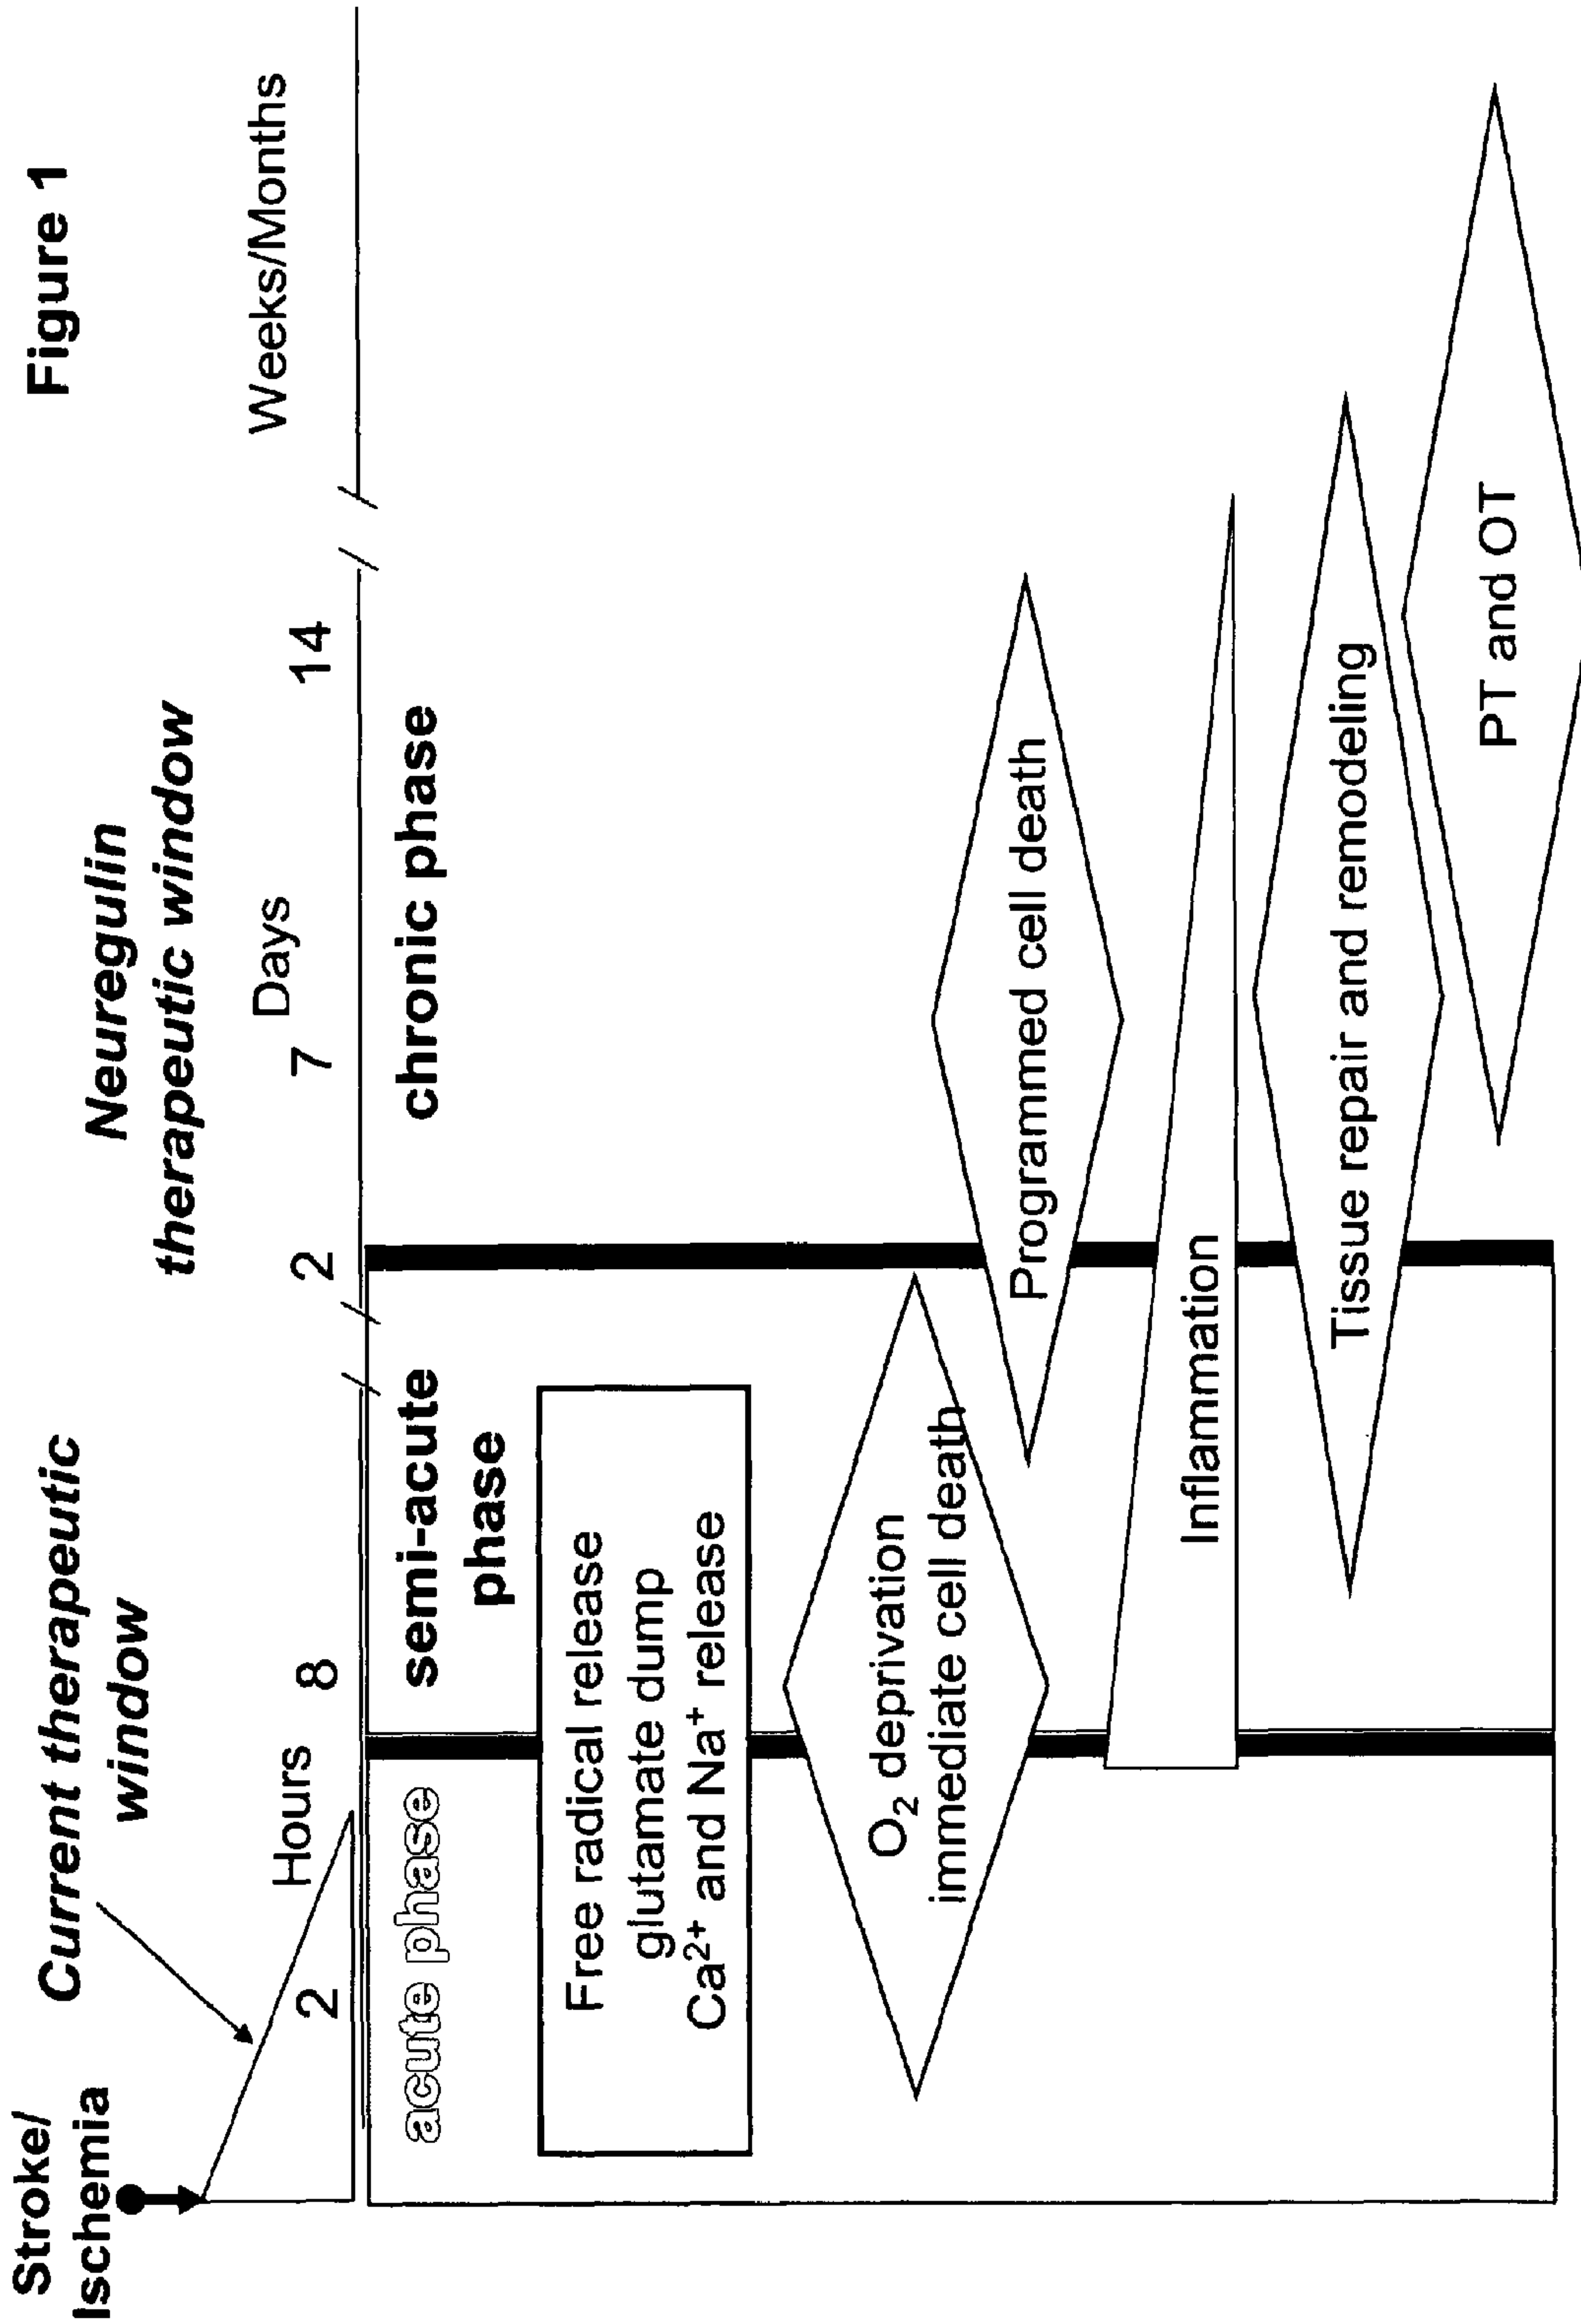 Figure 1
Stroke/
Ischemia
Current therapeutic
window
Neuregulin
therapeutic window
2
Hours
8
2
7
Days
14
Weeks/Months
acute phase
semi-acute
phase
chronic phase
Free radical release
glutamate dump
Ca²⁺ and Na⁺ release
O₂ deprivation
immediate cell death
Programmed cell death
Inflammation
Tissue repair and remodeling
PT and OT